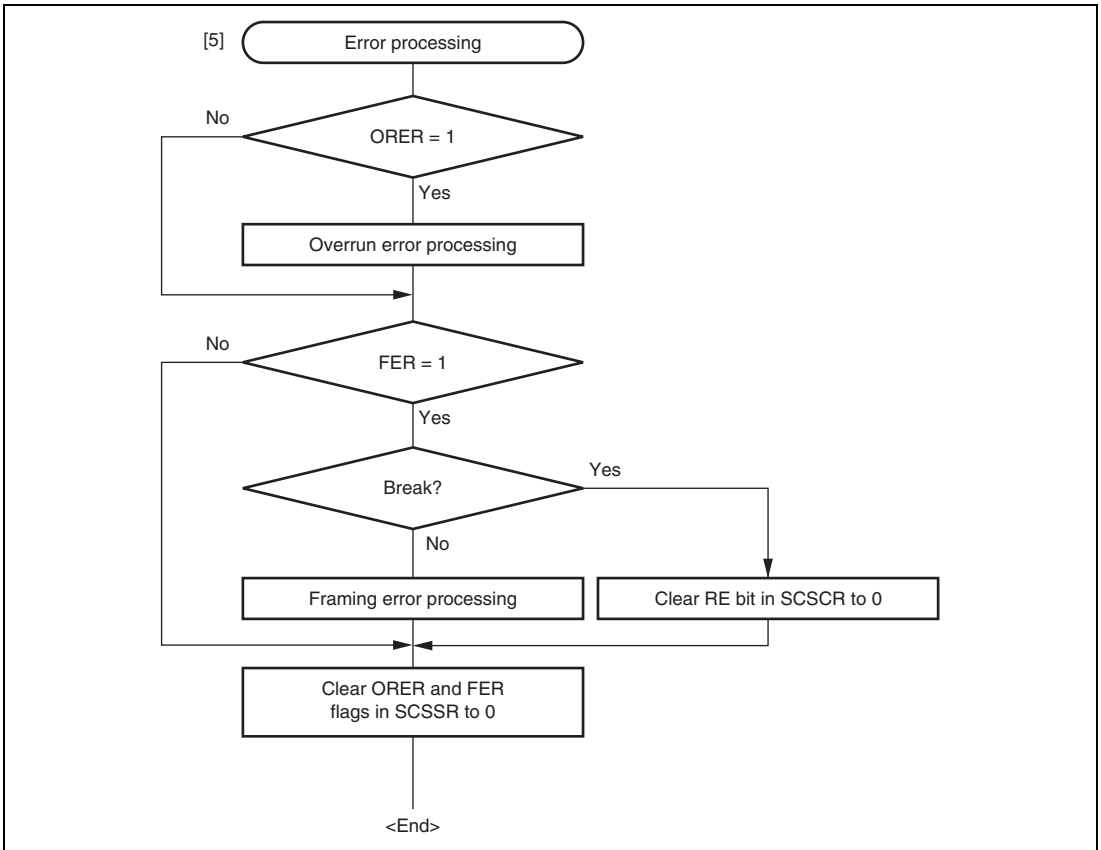 [5]
Error processing
No
ORER = 1
Yes
Overrun error processing
No
FER = 1
Yes
Break?
Yes
No
Framing error processing
Clear RE bit in SCSCR to 0
Clear ORER and FER
flags in SCSSR to 0
<End>